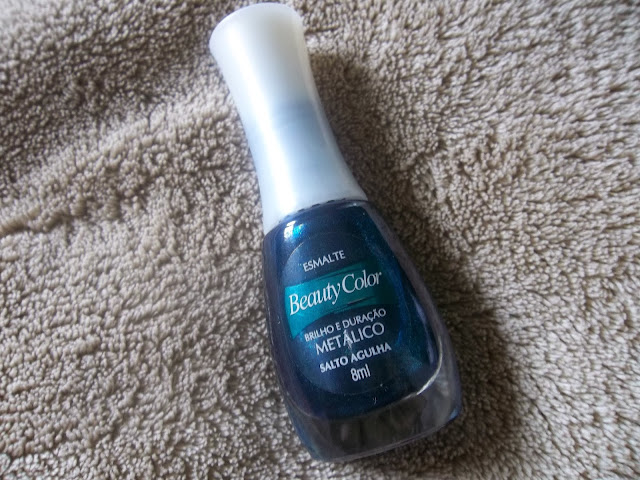 ESMALTE
Beauty Color
BRILHO E DURAÇÃO
METÁLICO
SALTO AGULHA
8ml